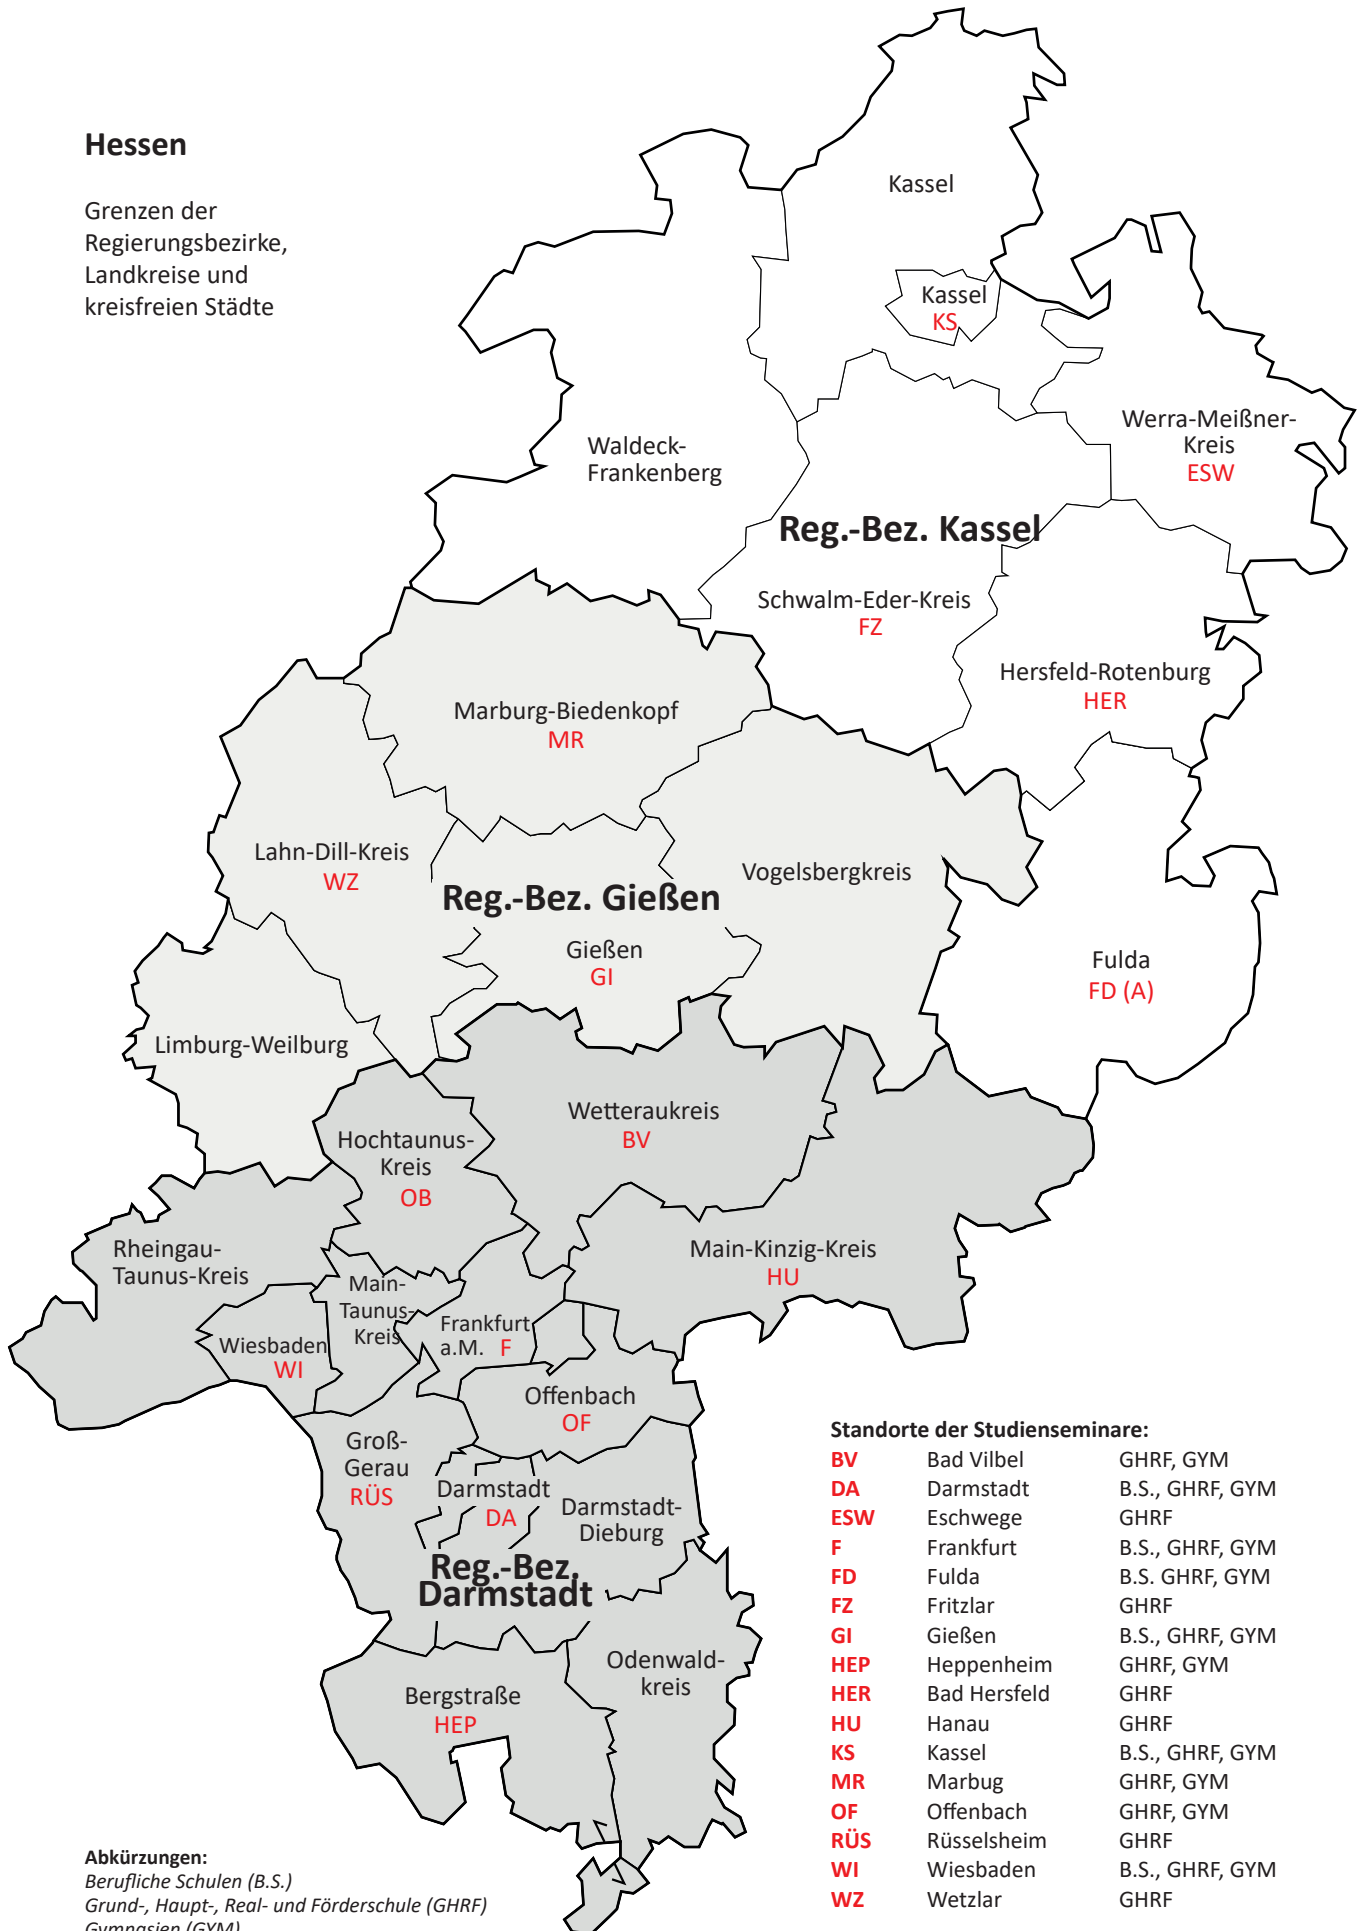 Hessen
Grenzen der
Regierungsbezirke,
Landkreise und
kreisfreien Städte
Kassel
Kassel
KS
Werra-Meißner-
Kreis
ESW
Waldeck-
Frankenberg
Reg.-Bez. Kassel
Schwalm-Eder-Kreis
FZ
Hersfeld-Rotenburg
HER
Marburg-Biedenkopf
MR
Lahn-Dill-Kreis
WZ
Vogelsbergkreis
Reg.-Bez. Gießen
Gießen
GI
Fulda
FD (A)
Limburg-Weilburg
Wetteraukreis
BV
Hochtaunus-
Kreis
OB
Rheingau-
Taunus-Kreis
Main-Kinzig-Kreis
HU
Main-
Taunus-
Kreis
Wiesbaden
WI
Frankfurt
a.M. F
Offenbach
OF
Groß-
Gerau
RÜS
Darmstadt
DA
Darmstadt-
Dieburg
Reg.-Bez.
Darmstadt
Odenwald-
kreis
Bergstraße
HEP
Standorte der Studienseminare:
BV Bad Vilbel GHRF, GYM
DA Darmstadt B.S., GHRF, GYM
ESW Eschwege GHRF
F Frankfurt B.S., GHRF, GYM
FD Fulda B.S. GHRF, GYM
FZ Fritzlar GHRF
GI Gießen B.S., GHRF, GYM
HEP Heppenheim GHRF, GYM
HER Bad Hersfeld GHRF
HU Hanau GHRF
KS Kassel B.S., GHRF, GYM
MR Marbug GHRF, GYM
OF Offenbach GHRF, GYM
RÜS Rüsselsheim GHRF
WI Wiesbaden B.S., GHRF, GYM
WZ Wetzlar GHRF
Abkürzungen:
Berufliche Schulen (B.S.)
Grund-, Haupt-, Real- und Förderschule (GHRF)
Gymnasien (GYM)